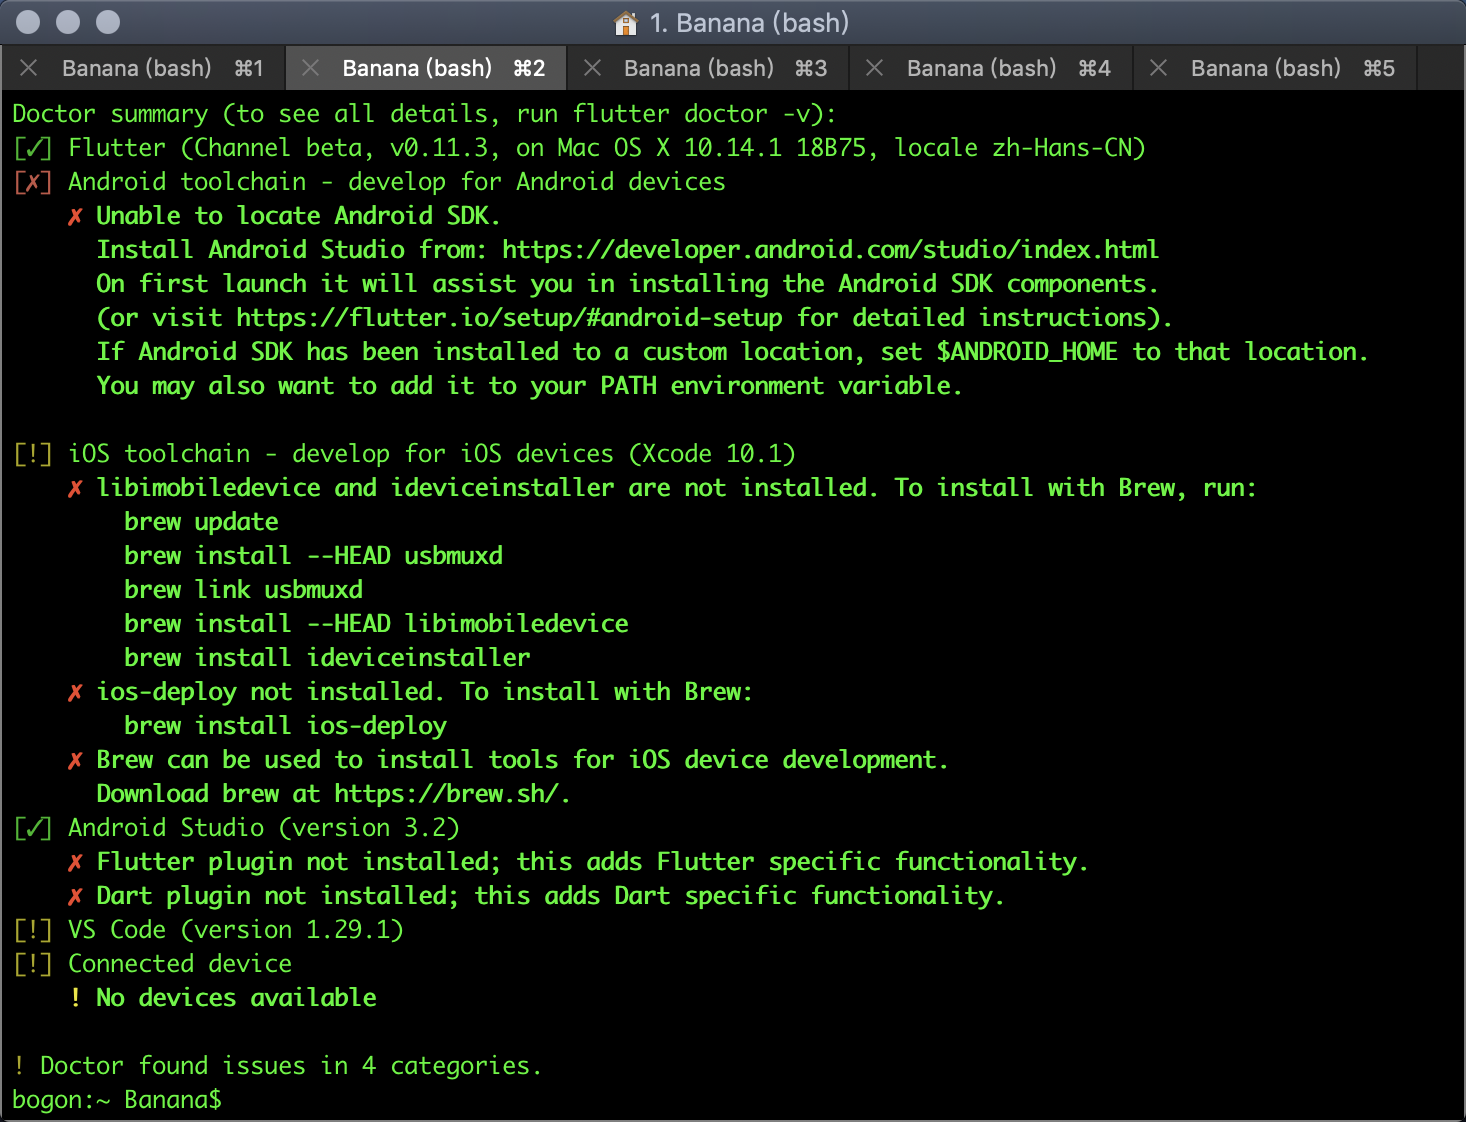 1. Banana (bash)
Banana (bash) ⌘1 Banana (bash) ⌘2 Banana (bash) ⌘3 Banana (bash) ⌘4 Banana (bash) ⌘5
Doctor summary (to see all details, run flutter doctor -v):
[✓] Flutter (Channel beta, v0.11.3, on Mac OS X 10.14.1 18B75, locale zh-Hans-CN)
[✗] Android toolchain - develop for Android devices
✗ Unable to locate Android SDK.
Install Android Studio from: https://developer.android.com/studio/index.html
On first launch it will assist you in installing the Android SDK components.
(or visit https://flutter.io/setup/#android-setup for detailed instructions).
If Android SDK has been installed to a custom location, set $ANDROID_HOME to that location.
You may also want to add it to your PATH environment variable.
[!] iOS toolchain - develop for iOS devices (Xcode 10.1)
✗ libimobiledevice and ideviceinstaller are not installed. To install with Brew, run:
brew update
brew install --HEAD usbmuxd
brew link usbmuxd
brew install --HEAD libimobiledevice
brew install ideviceinstaller
✗ ios-deploy not installed. To install with Brew:
brew install ios-deploy
✗ Brew can be used to install tools for iOS device development.
Download brew at https://brew.sh/.
[✓] Android Studio (version 3.2)
✗ Flutter plugin not installed; this adds Flutter specific functionality.
✗ Dart plugin not installed; this adds Dart specific functionality.
[!] VS Code (version 1.29.1)
[!] Connected device
! No devices available
! Doctor found issues in 4 categories.
bogon:~ Banana$